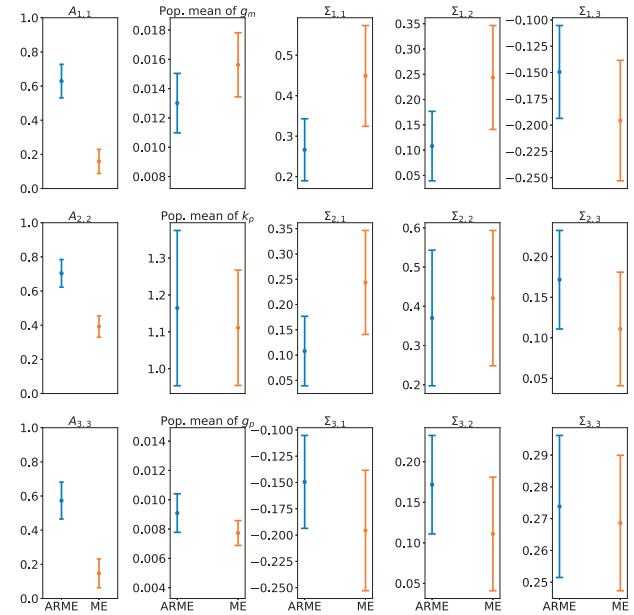 A1,1 Pop. mean of gm Σ1,1 Σ1,2 Σ1,3
1.0 0.8 0.6 0.4 0.2 0.0
0.018 0.016 0.014 0.012 0.010 0.008
0.5 0.4 0.3 0.2
0.35 0.30 0.25 0.20 0.15 0.10 0.05
−0.100 −0.125 −0.150 −0.175 −0.200 −0.225 −0.250
A2,2 Pop. mean of kp Σ2,1 Σ2,2 Σ2,3
1.0 0.8 0.6 0.4 0.2 0.0
1.3 1.2 1.1 1.0
0.35 0.30 0.25 0.20 0.15 0.10 0.05
0.6 0.5 0.4 0.3 0.2
0.20 0.15 0.10 0.05
A3,3 Pop. mean of gp Σ3,1 Σ3,2 Σ3,3
1.0 0.8 0.6 0.4 0.2 0.0
0.014 0.012 0.010 0.008 0.006 0.004
−0.100 −0.125 −0.150 −0.175 −0.200 −0.225 −0.250
0.20 0.15 0.10 0.05
0.29 0.28 0.27 0.26 0.25
ARME ME ARME ME ARME ME ARME ME ARME ME